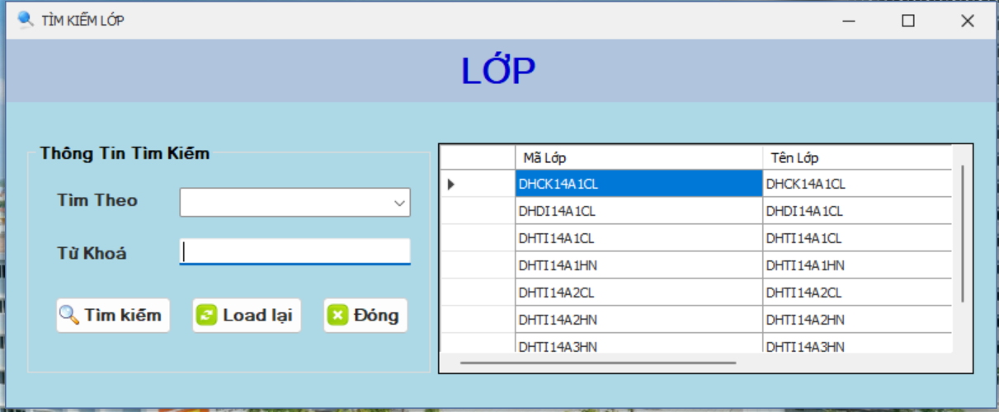 TÌM KIẾM LỚP
LỚP
Thông Tin Tìm Kiếm
Tìm Theo
Từ Khoá
Tìm kiếm Load lại Đóng
Mã Lớp Tên Lớp
DHCK14A1CL DHCK14A1CL
DHDI14A1CL DHDI14A1CL
DHTI14A1CL DHTI14A1CL
DHTI14A1HN DHTI14A1HN
DHTI14A2CL DHTI14A2CL
DHTI14A2HN DHTI14A2HN
DHTI14A3HN DHTI14A3HN